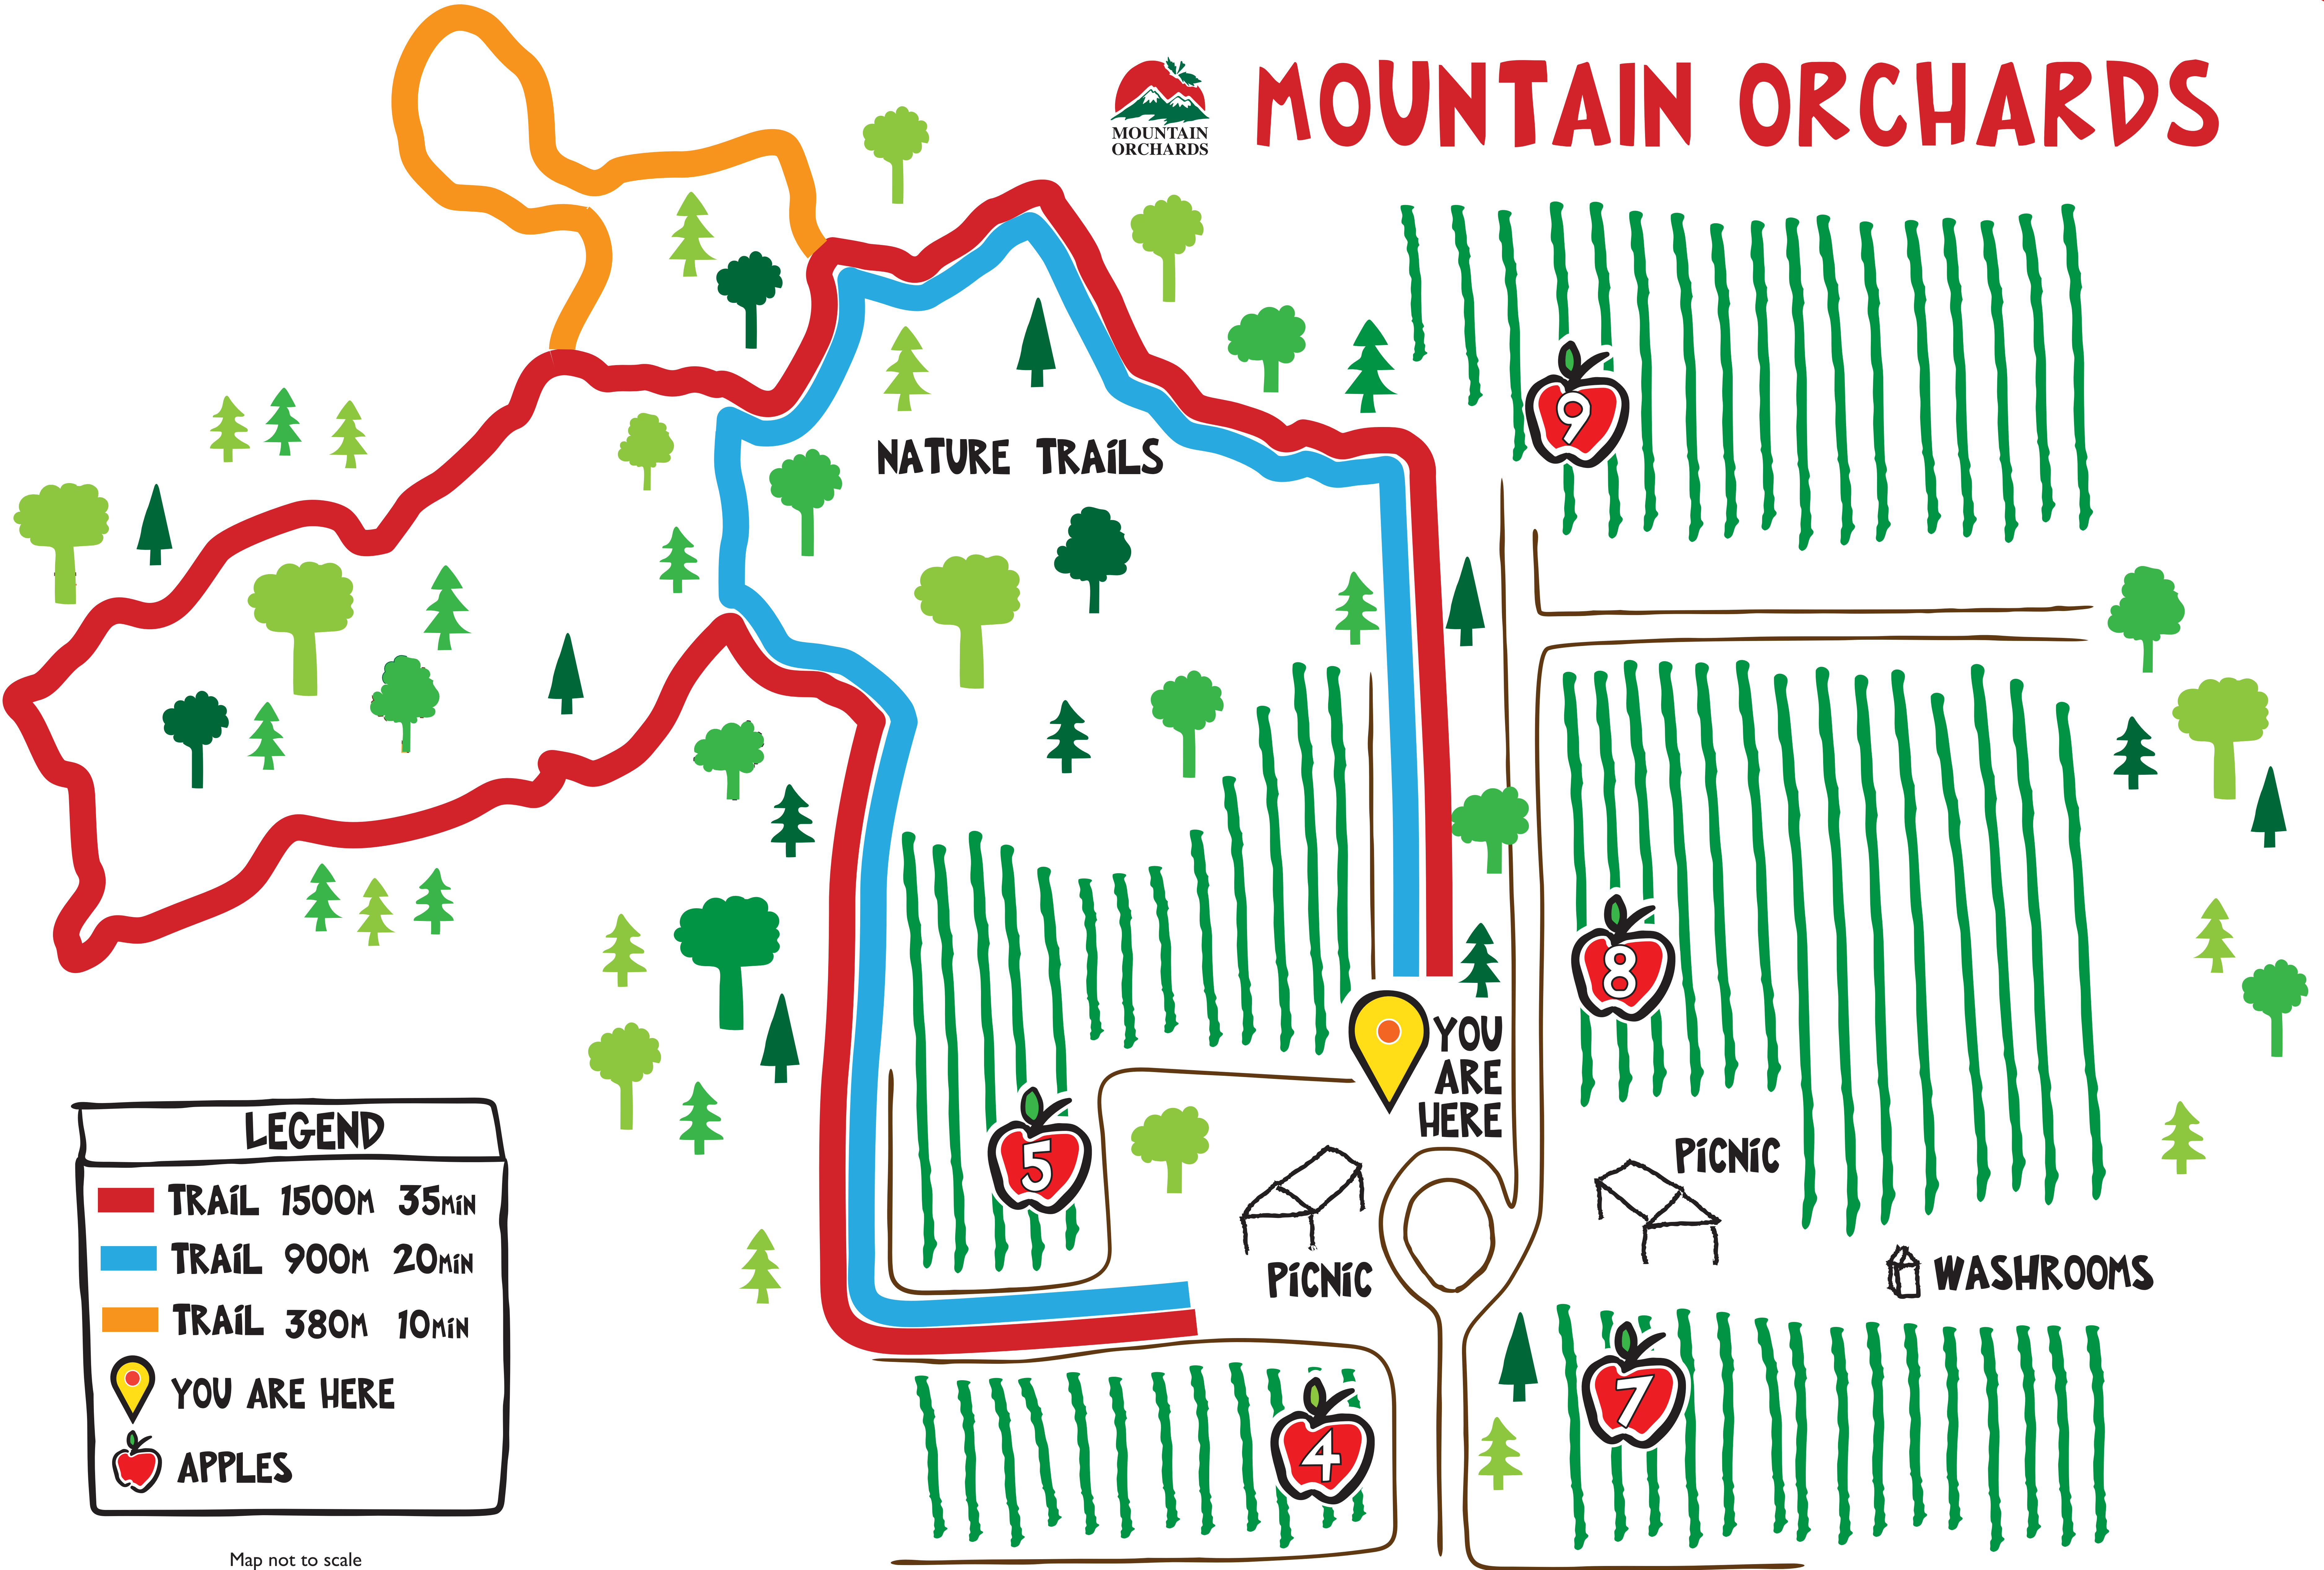 MOUNTAIN
ORCHARDS
MOUNTAIN ORCHARDS
9
NATURE TRAiLS
8
YOU
ARE
HERE
5
PiCNiC
PiCNiC
WASHROOMS
7
4
LEGEND
TRAiL 1500M 35MiN
TRAiL 900M 20MiN
TRAiL 380M 10MiN
YOU ARE HERE
APPLES
Map not to scale